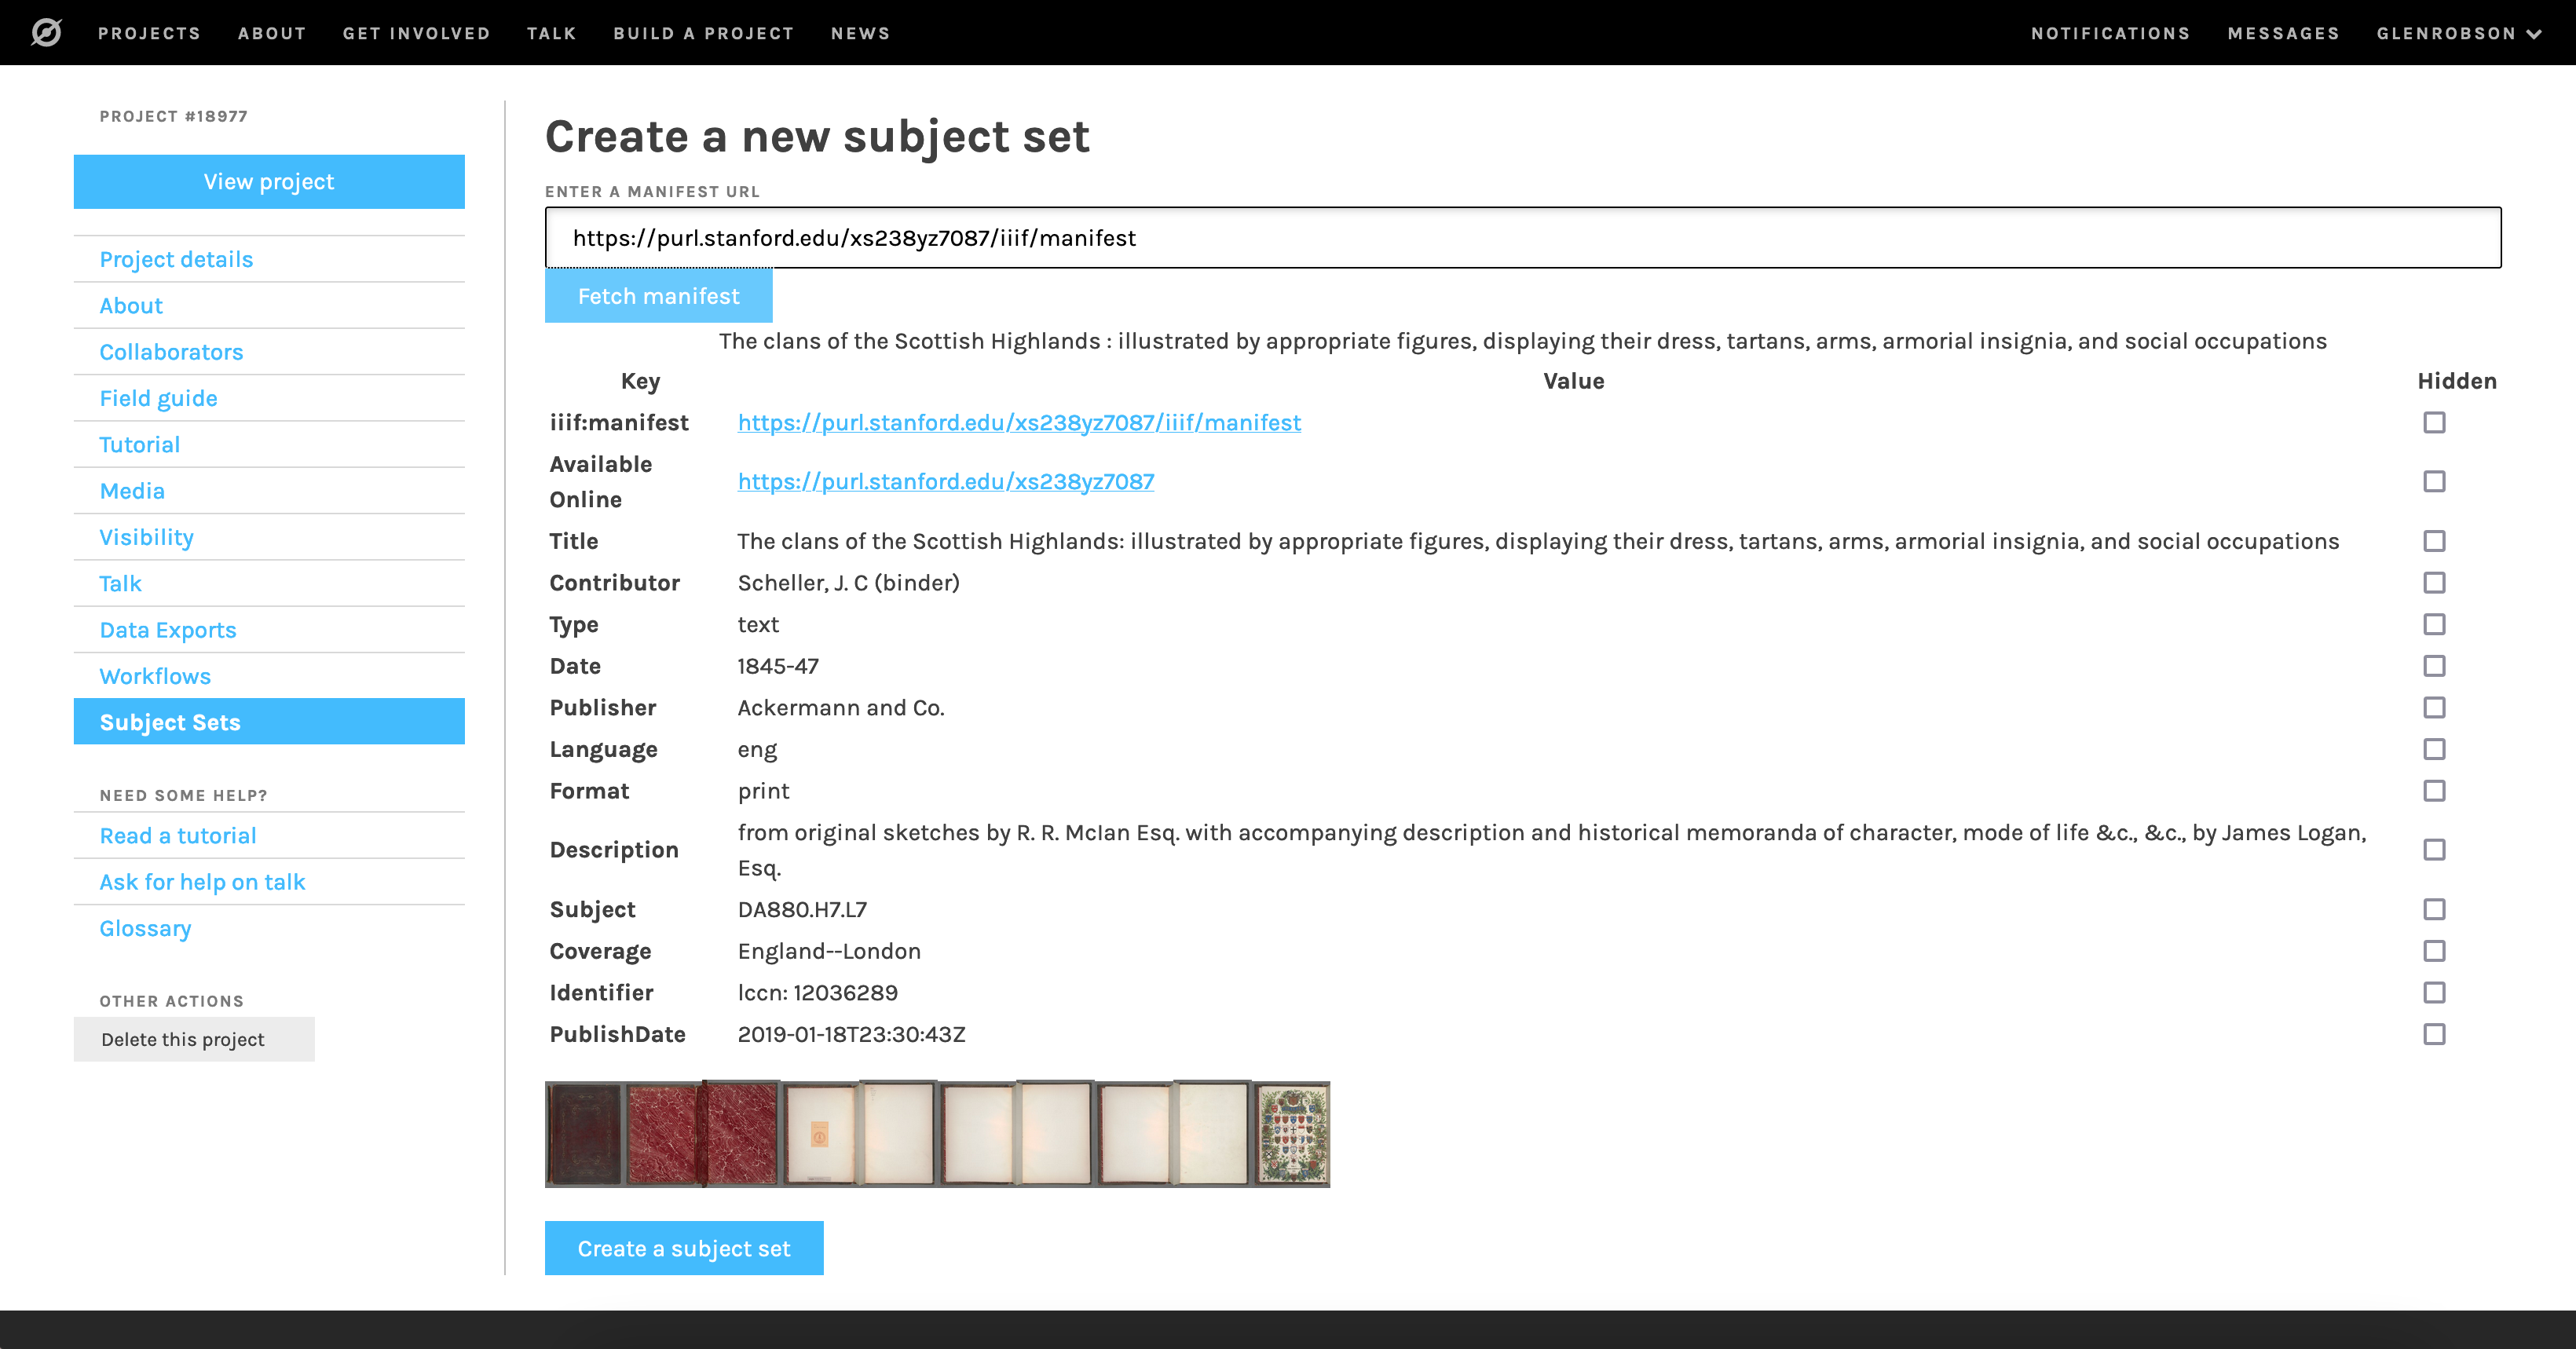 PROJECTS ABOUT GET INVOLVED TALK BUILD A PROJECT NEWS NOTIFICATIONS MESSAGES GLENROBSON
PROJECT #18977
View project
Project details
About
Collaborators
Field guide
Tutorial
Media
Visibility
Talk
Data Exports
Workflows
Subject Sets
NEED SOME HELP?
Read a tutorial
Ask for help on talk
Glossary
OTHER ACTIONS
Delete this project
Create a new subject set
ENTER A MANIFEST URL
https://purl.stanford.edu/xs238yz7087/iiif/manifest
Fetch manifest
The clans of the Scottish Highlands : illustrated by appropriate figures, displaying their dress, tartans, arms, armorial insignia, and social occupations
Key Value Hidden
iiif:manifest https://purl.stanford.edu/xs238yz7087/iiif/manifest
Available
Online https://purl.stanford.edu/xs238yz7087
Title The clans of the Scottish Highlands: illustrated by appropriate figures, displaying their dress, tartans, arms, armorial insignia, and social occupations
Contributor Scheller, J. C (binder)
Type text
Date 1845-47
Publisher Ackermann and Co.
Language eng
Format print
Description from original sketches by R. R. McIan Esq. with accompanying description and historical memoranda of character, mode of life &c., &c., by James Logan,
Esq.
Subject DA880.H7.L7
Coverage England--London
Identifier lccn: 12036289
PublishDate 2019-01-18T23:30:43Z
Create a subject set